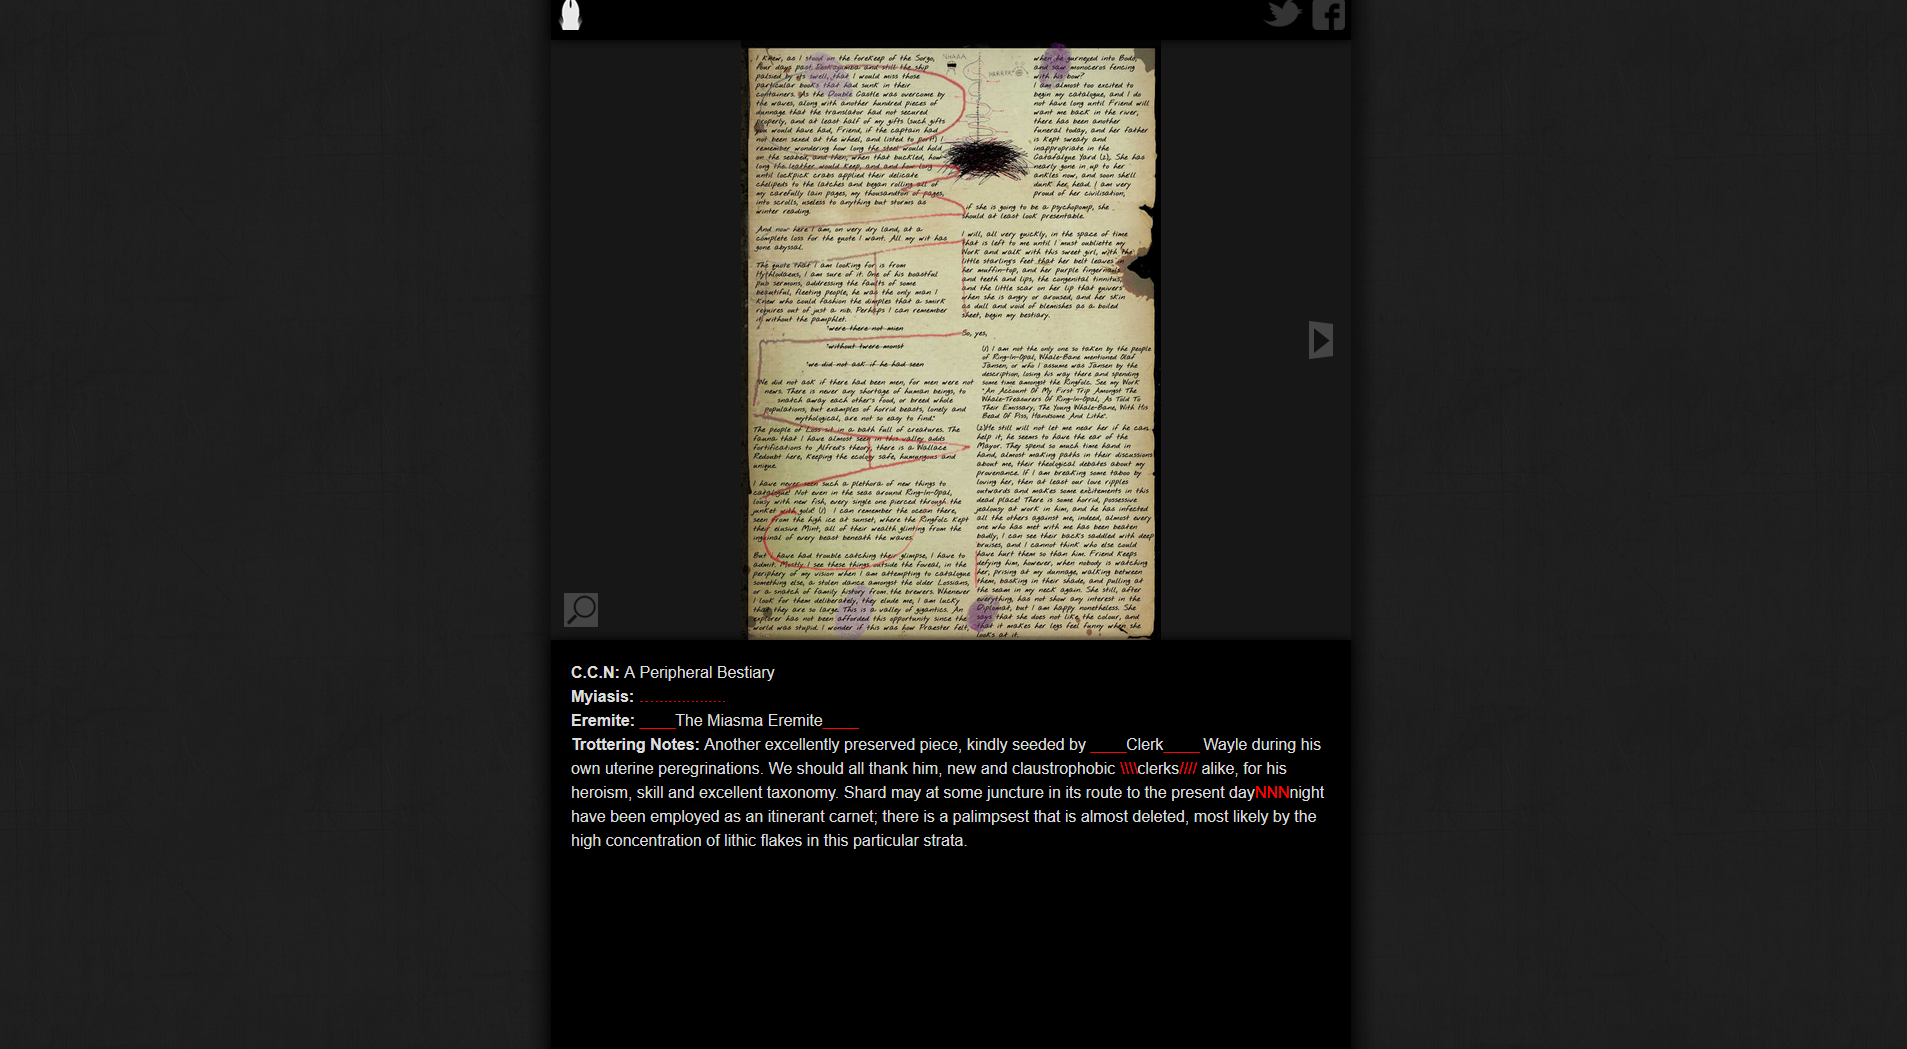 I Knew, as I stood on the foreKeep of the Sorgo,
four days past Dookajumba and still the ship
palsied by its swell, that I would miss those
particular books that had sunk in their
containers. As the Double Castle was overcome by
the waves, along with another hundred pieces of
dunnage that the translator had not secured
properly, and at least half of my gifts (such gifts
you would have had, Friend, if the captain had
not been sexed at the wheel, and listed to port!) I
remember wondering how long the steel would hold
on the seabed, and then, when that buckled, how
long the leather would Keep, and and how long
until lockpick crabs applied their delicate
chelipeds to the latches and began rolling all of
my carefully lain pages, my thousandton of pages,
into scrolls, useless to anything but storms as
winter reading.
And now here I am, on very dry land, at a
complete loss for the quote I want. All my wit has
gone abyssal.
The quote that I am looking for is from
Hythlodaeus, I am sure of it. One of his boastful
pub sermons, addressing the faults of some
beautiful, fleeting people, he was the only man I
Knew who could fashion the dimples that a smirk
requires out of just a nib. Perhaps I can remember
it without the pamphlet.
"were there not mien
"without twere monst
"we did not ask if he had seen
"We did not ask if there had been men, for men were not
news. There is never any shortage of human beings, to
snatch away each other's food, or breed whole
populations, but examples of horrid beasts, lonely and
mythological, are not so easy to find."
The people of Loss sit in a bath full of creatures. The
fauna that I have almost seen in this valley adds
fortifications to Alfred's theory, there is a Wallace
Redoubt here, Keeping the ecology safe, humungous and
unique.
I have never seen such a plethora of new things to
catalogue! Not even in the seas around Ring-In-Opal,
lousy with new fish, every single one pierced through the
junket with gold! (1) I can remember the ocean there,
seen from the high ice at sunset, where the Ringfolc Kept
their elusive Mint, all of their wealth glinting from the
inguinal of every beast beneath the waves.
But I have had trouble catching their glimpse, I have to
admit. Mostly I see these things outside the foveal, in the
periphery of my vision when I am attempting to catalogue
something else, a stolen dance amongst the older Lossians,
or a snatch of family history from the brewers. Whenever
I look for them deliberately, they elude me, I am lucky
that they are so large. This is a valley of gigantics. An
explorer has not been afforded this opportunity since the
world was stupid. I wonder if this was how Praester felt,
NHAAA
HRRRRR
when he gurneyed into Bode,
and saw monoceros fencing
with his bow?
I am almost too excited to
begin my catalogue, and I do
not have long until Friend will
want me back in the river,
there has been another
funeral today, and her father
is Kept sweaty and
inappropriate in the
Catafalque Yard (2). She has
nearly gone in up to her
ankles now, and soon she'll
dunk her head. I am very
proud of her civilisation,
if she is going to be a psychopomp, she
should at least look presentable.
I will, all very quickly, in the space of time
that is left to me until I must oubliette my
Work and walk with this sweet girl, with the
little starling's feet that her belt leaves in
her muffin-top, and her purple fingernails
and teeth and lips, the congenital tinnitus,
and the little scar on her lip that quivers
when she is angry or aroused, and her skin
as dull and void of blemishes as a boiled
sheet, begin my bestiary.
So, yes,
(1) I am not the only one so taken by the people
of Ring-In-Opal, Whale-Bane mentioned Olaf
Jansen, or who I assume was Jansen by the
description, losing his way there and spending
some time amongst the Ringfolc. See my Work
"An Account Of My First Trip Amongst The
Whale-Treasurers Of Ring-In-Opal, As Told To
Their Emissary, The Young Whale-Bane, With His
Bead Of Piss, Handsome And Lithe".
(2)He still will not let me near her if he can
help it, he seems to have the ear of the
Mayor. They spend so much time hand in
hand, almost making paths in their discussions
about me, their theological debates about my
provenance. If I am breaking some taboo by
loving her, then at least our love ripples
outwards and makes some excitements in this
dead place! There is some horrid, possessive
jealousy at work in him, and he has infected
all the others against me, indeed, almost every
one who has met with me has been beaten
badly, I can see their backs saddled with deep
bruises, and I cannot think who else could
have hurt them so than him. Friend Keeps
defying him, however, when nobody is watching
her, prising at my dunnage, walking between
them, basking in their shade, and pulling at
the seam in my neck again. She still, after
everything, has not show any interest in the
Diplomat, but I am happy nonetheless. She
says that she does not like the colour, and
that it makes her legs feel funny when she
looks at it.
C.C.N: A Peripheral Bestiary
Myiasis: ..................
Eremite: ____The Miasma Eremite____
Trottering Notes: Another excellently preserved piece, kindly seeded by ____Clerk____ Wayle during his
own uterine peregrinations. We should all thank him, new and claustrophobic \\\\clerks//// alike, for his
heroism, skill and excellent taxonomy. Shard may at some juncture in its route to the present dayNNNnight
have been employed as an itinerant carnet; there is a palimpsest that is almost deleted, most likely by the
high concentration of lithic flakes in this particular strata.